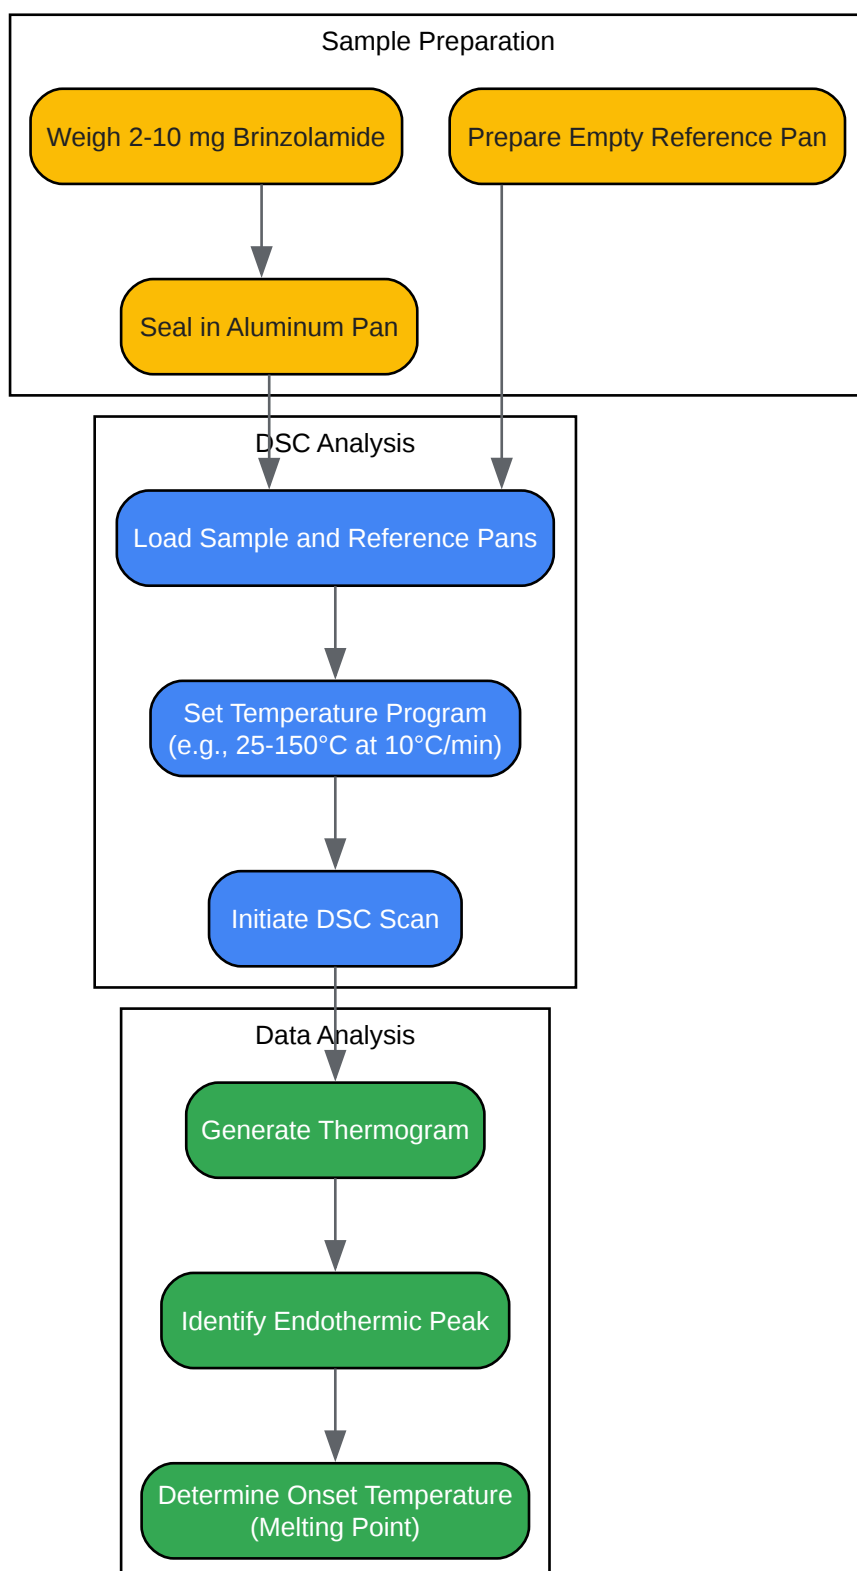 Sample Preparation
Weigh 2-10 mg Brinzolamide
Prepare Empty Reference Pan
Seal in Aluminum Pan
DSC Analysis
Load Sample and Reference Pans
Set Temperature Program
(e.g., 25-150°C at 10°C/min)
Initiate DSC Scan
Data Analysis
Generate Thermogram
Identify Endothermic Peak
Determine Onset Temperature
(Melting Point)